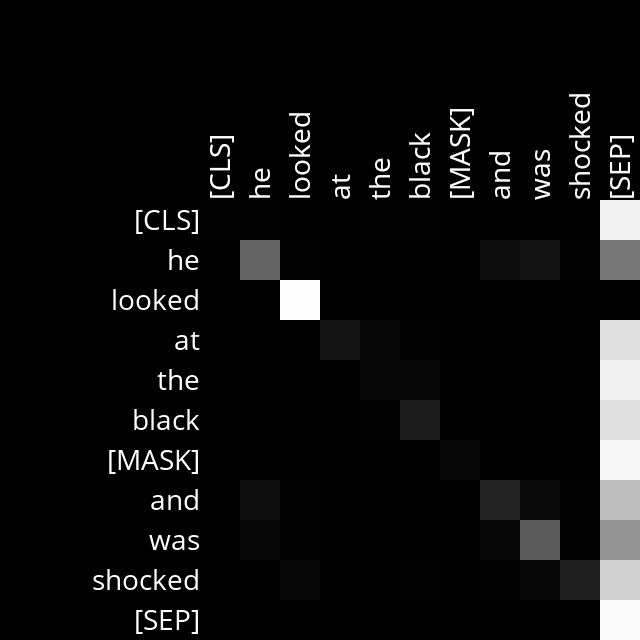 [CLS] he looked at the black [MASK] and was shocked [SEP]
[CLS]
he
looked
at
the
black
[MASK]
and
was
shocked
[SEP]